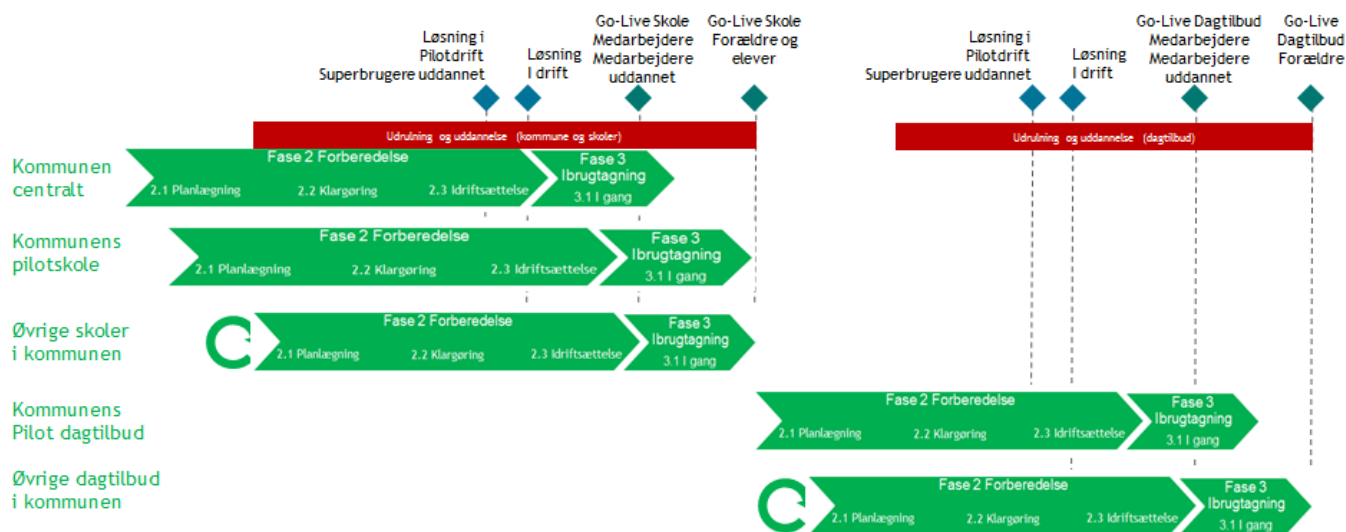 Løsning i
Pilotdrift
Superbrugere uddannet
Løsning
I drift
Go-Live Skole
Medarbejdere
Medarbejdere
uddannet
Go-Live Skole
Forældre og
elever
Løsning i
Pilotdrift
Superbrugere uddannet
Løsning
I drift
Go-Live Dagtilbud
Medarbejdere
Medarbejdere
uddannet
Go-Live
Dagtilbud
Forældre
Udrulning og uddannelse (kommune og skoler)
Udrulning og uddannelse (dagtilbud)
Kommunen
centralt
Fase 2 Forberedelse
2.1 Planlægning
2.2 Klargøring
2.3 Idriftsættelse
Fase 3
Ibrugtagning
3.1 I gang
Kommunens
pilotskole
Fase 2 Forberedelse
2.1 Planlægning
2.2 Klargøring
2.3 Idriftsættelse
Fase 3
Ibrugtagning
3.1 I gang
Øvrige skoler
i kommunen
Fase 2 Forberedelse
2.1 Planlægning
2.2 Klargøring
2.3 Idriftsættelse
Fase 3
Ibrugtagning
3.1 I gang
Kommunens
Pilot dagtilbud
Fase 2 Forberedelse
2.1 Planlægning
2.2 Klargøring
2.3 Idriftsættelse
Fase 3
Ibrugtagning
3.1 I gang
Øvrige dagtilbud
i kommunen
Fase 2 Forberedelse
2.1 Planlægning
2.2 Klargøring
2.3 Idriftsættelse
Fase 3
Ibrugtagning
3.1 I gang